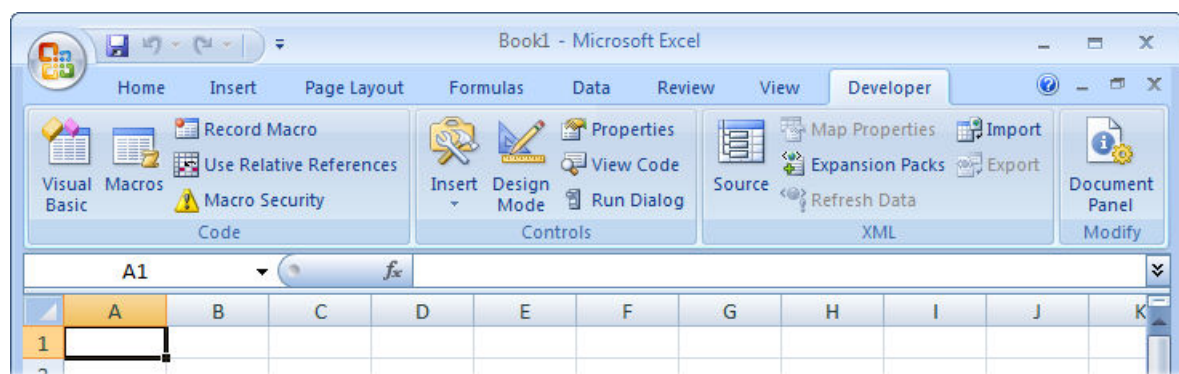 Book1 - Microsoft Excel
Home Insert Page Layout Formulas Data Review View Developer
Visual Basic
Macros
Record Macro
Use Relative References
Macro Security
Code
Insert
Design Mode
Properties
View Code
Run Dialog
Controls
Source
Map Properties
Expansion Packs
Refresh Data
Import
Export
XML
Document Panel
Modify
A1 fx
A B C D E F G H I J K
1